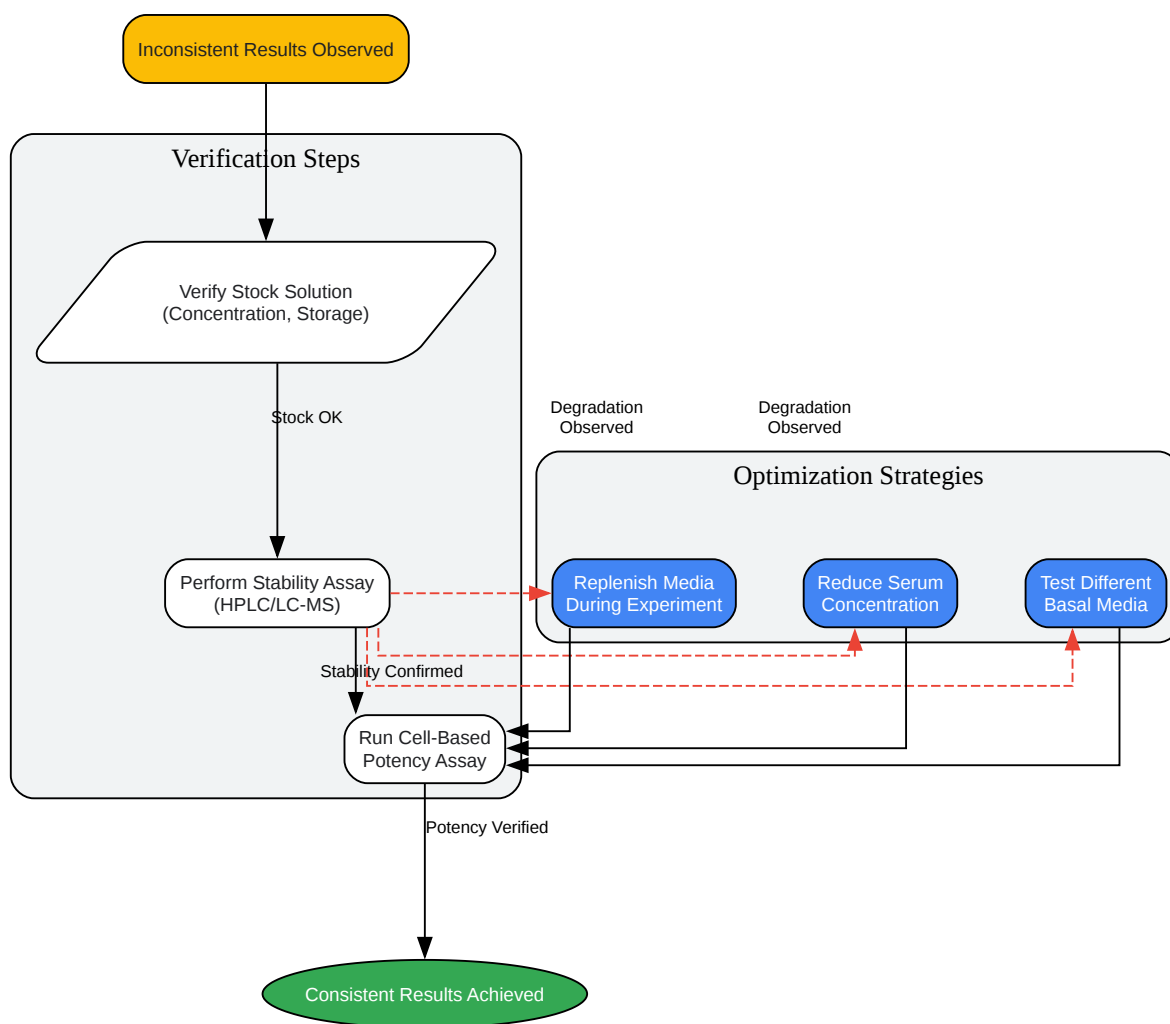 Inconsistent Results Observed
Verification Steps
Verify Stock Solution
(Concentration, Storage)
Stock OK
Degradation
Observed
Degradation
Observed
Optimization Strategies
Perform Stability Assay
(HPLC/LC-MS)
Replenish Media
During Experiment
Reduce Serum
Concentration
Test Different
Basal Media
Stability Confirmed
Run Cell-Based
Potency Assay
Potency Verified
Consistent Results Achieved